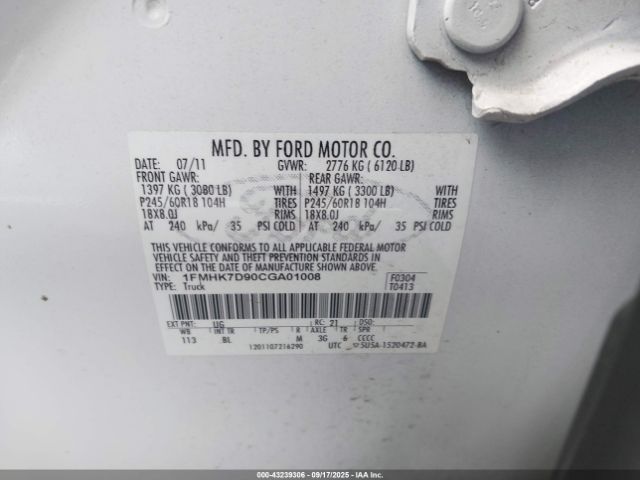 MFD. BY FORD MOTOR CO.
DATE: 07/11 GVWR: 2776 KG ( 6120 LB)
FRONT GAWR: REAR GAWR:
1397 KG ( 3080 LB) WITH 1497 KG ( 3300 LB) WITH
P245/60R18 104H TIRES P245/60R18 104H TIRES
18X8.0J RIMS 18X8.0J RIMS
AT 240 kPa/ 35 PSI COLD AT 240 kPa/ 35 PSI COLD
THIS VEHICLE CONFORMS TO ALL APPLICABLE FEDERAL MOTOR
VEHICLE SAFETY AND THEFT PREVENTION STANDARDS IN
EFFECT ON THE DATE OF MANUFACTURE SHOWN ABOVE.
VIN: 1FMHK7D90CGA01008 F0304
TYPE: Truck T0413
EXT PNT: UG RC: 21 DSO:
WB INT TR TP/PS R AXLE TR SPR
113 BL M 3G 6 CCCC
1201107216290 UTC 5U5A-1520472-BA
000-43239306 - 09/17/2025 - IAA Inc.